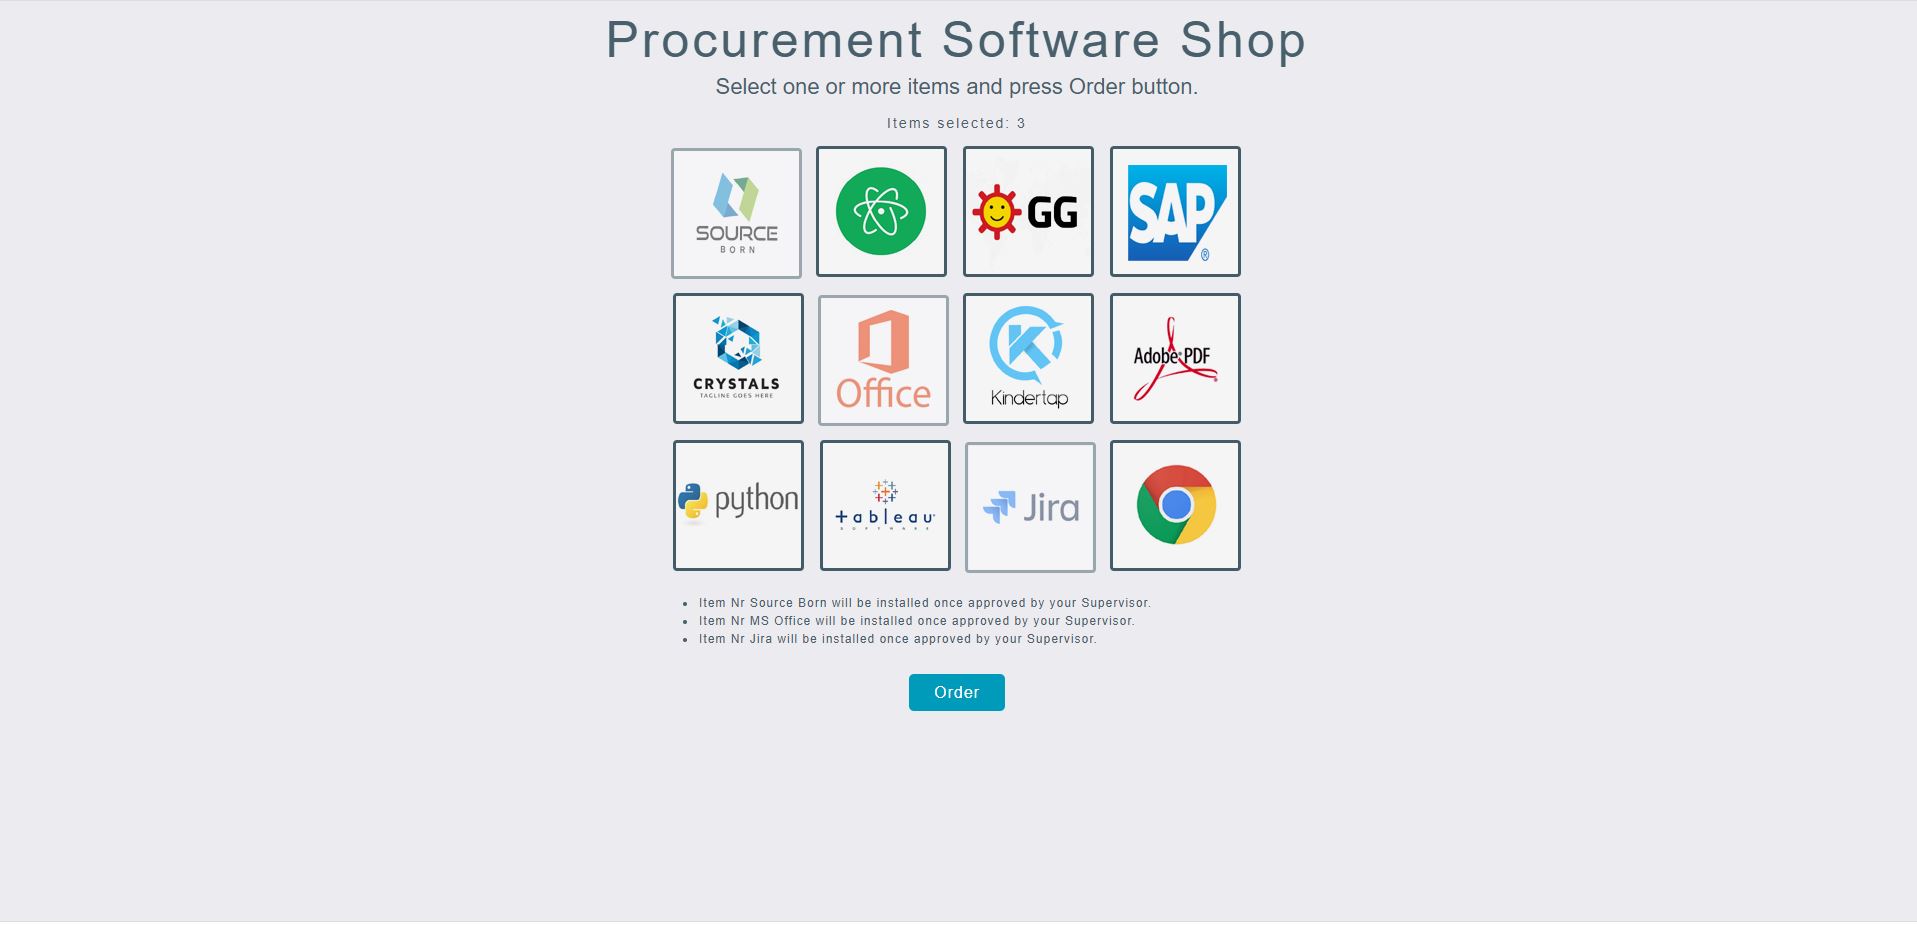 Procurement Software Shop
Select one or more items and press Order button.
Items selected: 3
SOURCE
BORN
GG
SAP
®
CRYSTALS
TAGLINE GOES HERE
Office
Kindertap
Adobe PDF
python
tableau
SOFTWARE
Jira
Item Nr Source Born will be installed once approved by your Supervisor.
Item Nr MS Office will be installed once approved by your Supervisor.
Item Nr Jira will be installed once approved by your Supervisor.
Order